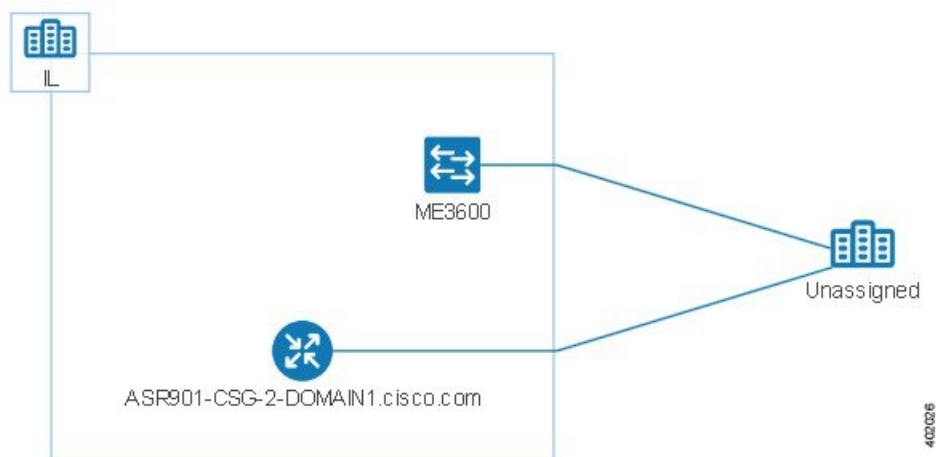 IL
ME3600
Unassigned
ASR901-CSG-2-DOMAIN1.cisco.com
402026